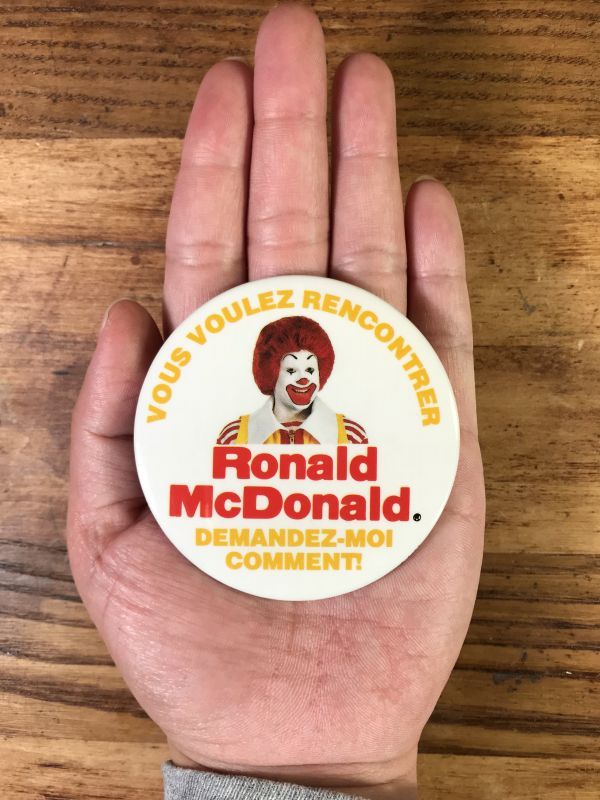 VOUS VOULEZ RENCONTRER
Ronald
McDonald®
DEMANDEZ-MOI
COMMENT!